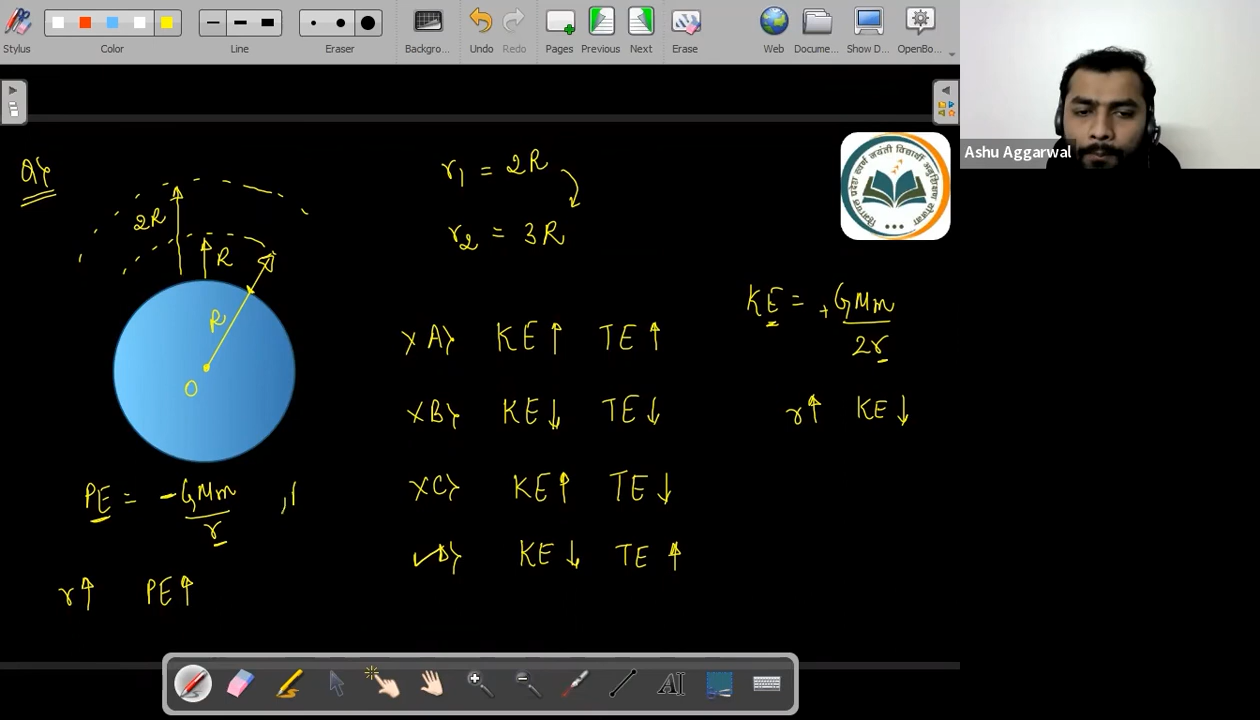 Stylus
Color
Line
Eraser
Backgro...
Undo
Redo
Pages
Previous
Next
Erase
Web
Docume...
Show D...
OpenBo...
Ashu Aggarwal
Q⟩
r₁ = 2R
r₂ = 3R
2R
R
R
O
KE = + GMm / 2r
r↑ KE↓
× A⟩ KE↑ TE↑
× B⟩ KE↓ TE↓
× C⟩ KE↑ TE↓
✓ D⟩ KE↓ TE↑
PE = - GMm / r ,
r↑ PE↑
AI